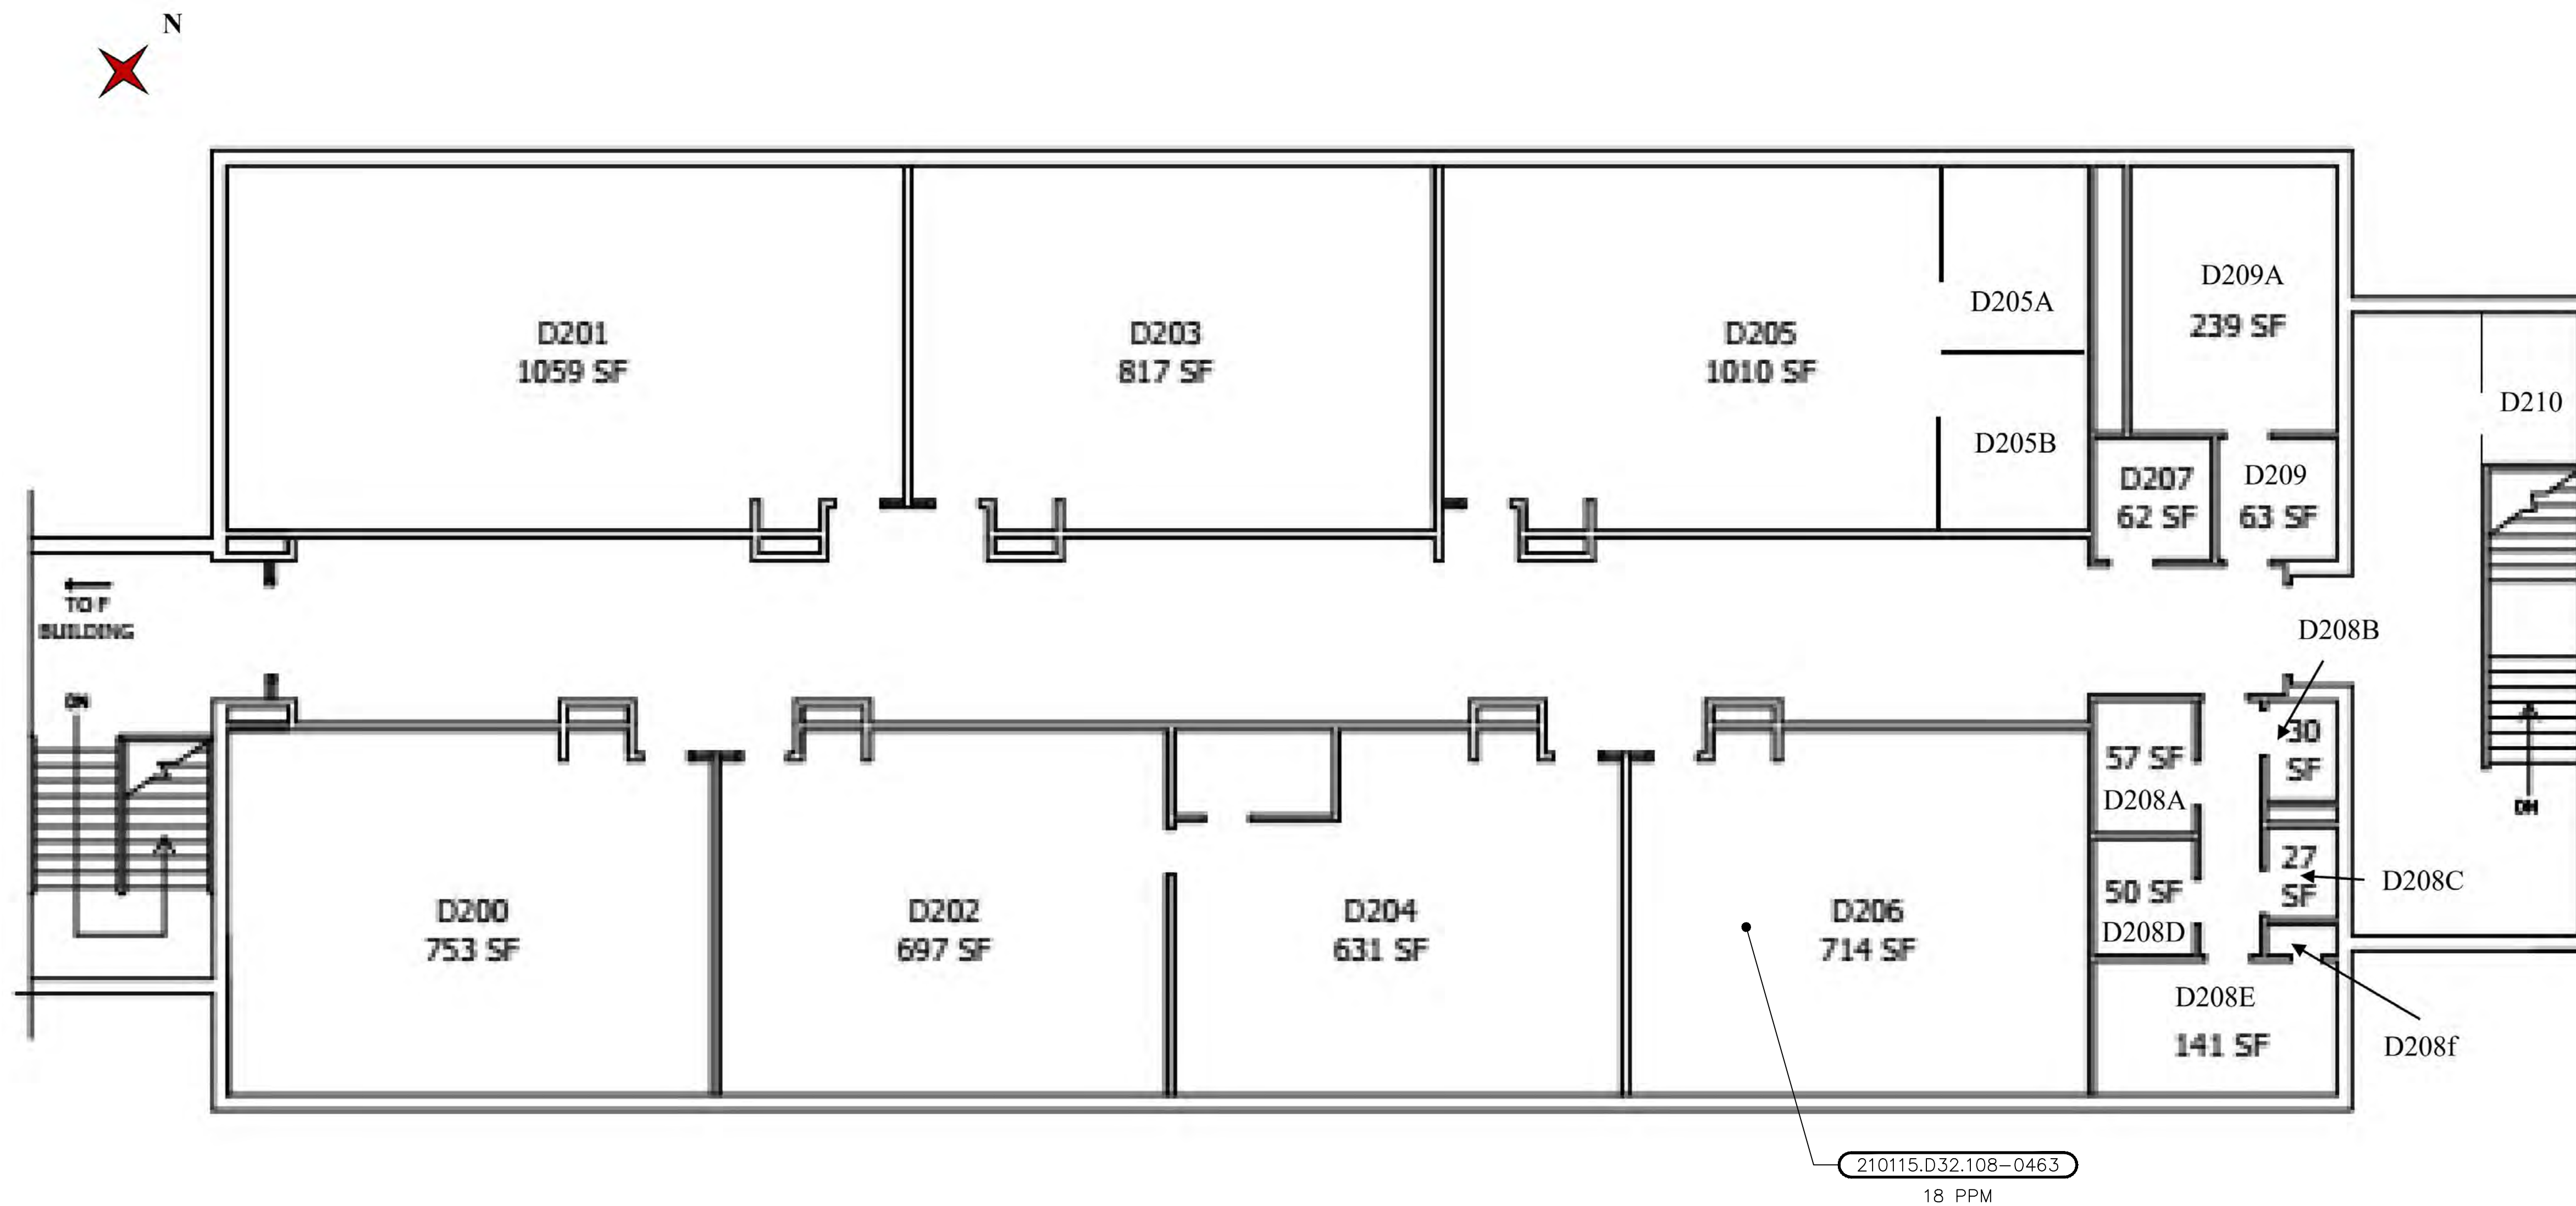 N
D201
1059 SF
D203
817 SF
D205
1010 SF
D205A
D205B
D209A
239 SF
D207
62 SF
D209
63 SF
D210
TO F
BUILDING
DN
D208B
30
SF
57 SF
D208A
27
SF
D208C
50 SF
D208D
DN
D200
753 SF
D202
697 SF
D204
631 SF
D206
714 SF
D208E
141 SF
D208f
210115.D32.108-0463
18 PPM